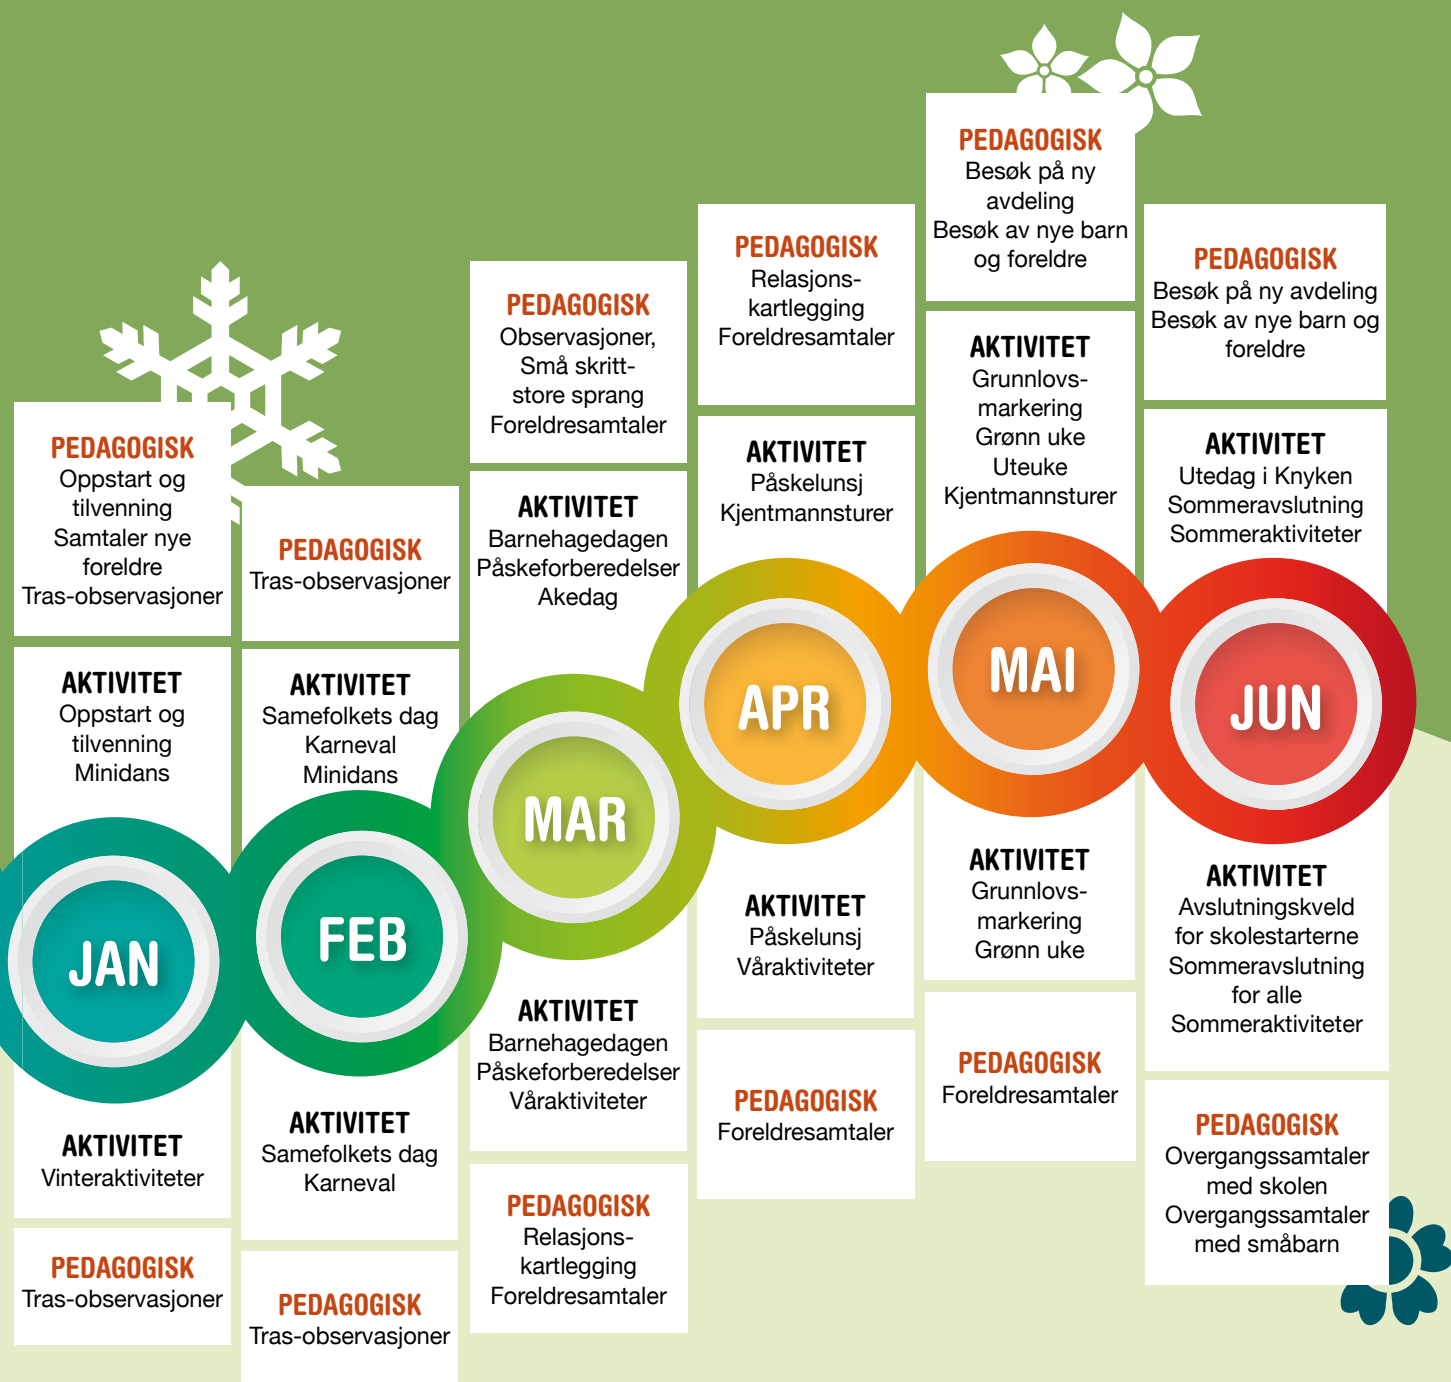 PEDAGOGISK
Oppstart og
tilvenning
Samtaler nye
foreldre
Tras-observasjoner
AKTIVITET
Oppstart og
tilvenning
Minidans
JAN
AKTIVITET
Vinteraktiviteter
PEDAGOGISK
Tras-observasjoner
PEDAGOGISK
Tras-observasjoner
AKTIVITET
Samefolkets dag
Karneval
Minidans
FEB
AKTIVITET
Samefolkets dag
Karneval
PEDAGOGISK
Tras-observasjoner
PEDAGOGISK
Observasjoner,
Små skritt-
store sprang
Foreldresamtaler
AKTIVITET
Barnehagedagen
Påskeforberedelser
Akedag
MAR
AKTIVITET
Barnehagedagen
Påskeforberedelser
Våraktiviteter
PEDAGOGISK
Relasjons-
kartlegging
Foreldresamtaler
PEDAGOGISK
Relasjons-
kartlegging
Foreldresamtaler
AKTIVITET
Påskelunsj
Kjentmannsturer
APR
AKTIVITET
Påskelunsj
Våraktiviteter
PEDAGOGISK
Foreldresamtaler
PEDAGOGISK
Besøk på ny
avdeling
Besøk av nye barn
og foreldre
AKTIVITET
Grunnlovs-
markering
Grønn uke
Uteuke
Kjentmannsturer
MAI
AKTIVITET
Grunnlovs-
markering
Grønn uke
PEDAGOGISK
Foreldresamtaler
PEDAGOGISK
Besøk på ny avdeling
Besøk av nye barn og
foreldre
AKTIVITET
Utedag i Knyken
Sommeravslutning
Sommeraktiviteter
JUN
AKTIVITET
Avslutningskveld
for skolestarterne
Sommeravslutning
for alle
Sommeraktiviteter
PEDAGOGISK
Overgangssamtaler
med skolen
Overgangssamtaler
med småbarn